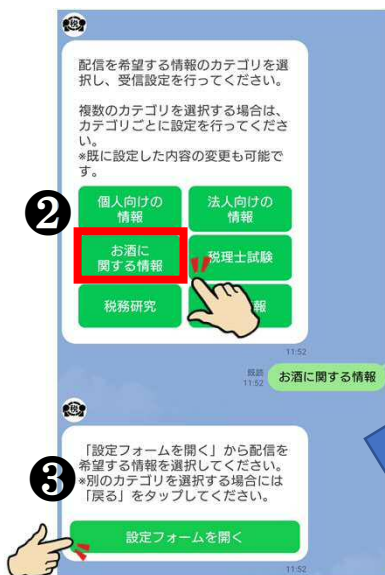 税
配信を希望する情報のカテゴリを選
択し、受信設定を行ってください。
複数のカテゴリを選択する場合は、
カテゴリごとに設定を行ってくださ
い。
*既に設定した内容の変更も可能で
す。
❷
個人向けの
情報
法人向けの
情報
お酒に
関する情報
税理士試験
税務研究
報
11:52
既読
11:52
お酒に関する情報
税
❸
「設定フォームを開く」から配信を
希望する情報を選択してください。
*別のカテゴリを選択する場合には
「戻る」をタップしてください。
設定フォームを開く
11:52